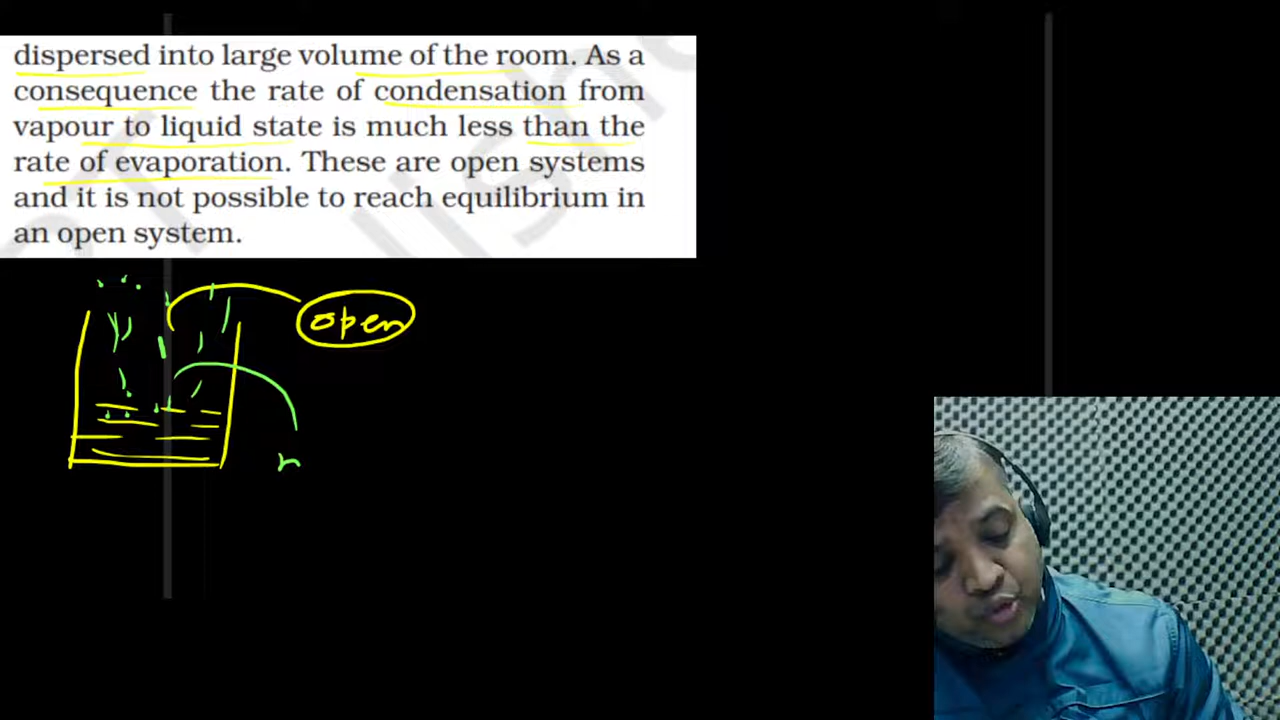 dispersed into large volume of the room. As a
consequence the rate of condensation from
vapour to liquid state is much less than the
rate of evaporation. These are open systems
and it is not possible to reach equilibrium in
an open system.
open
r